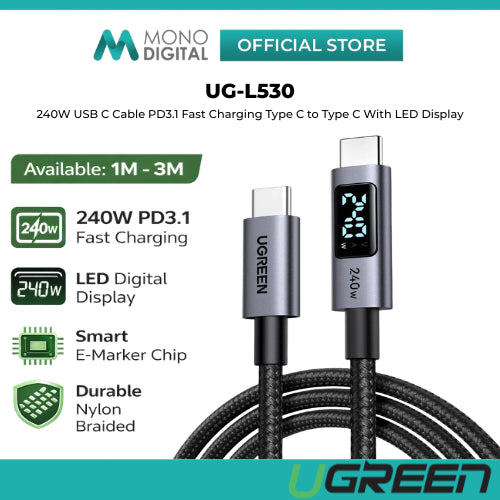 MONO
DIGITAL
OFFICIAL STORE
UG-L530
240W USB C Cable PD3.1 Fast Charging Type C to Type C With LED Display
Available: 1M - 3M
240W
240W PD3.1
Fast Charging
240W
LED Digital
Display
Smart
E-Marker Chip
Durable
Nylon
Braided
UGREEN
240
W
240W
UGREEN